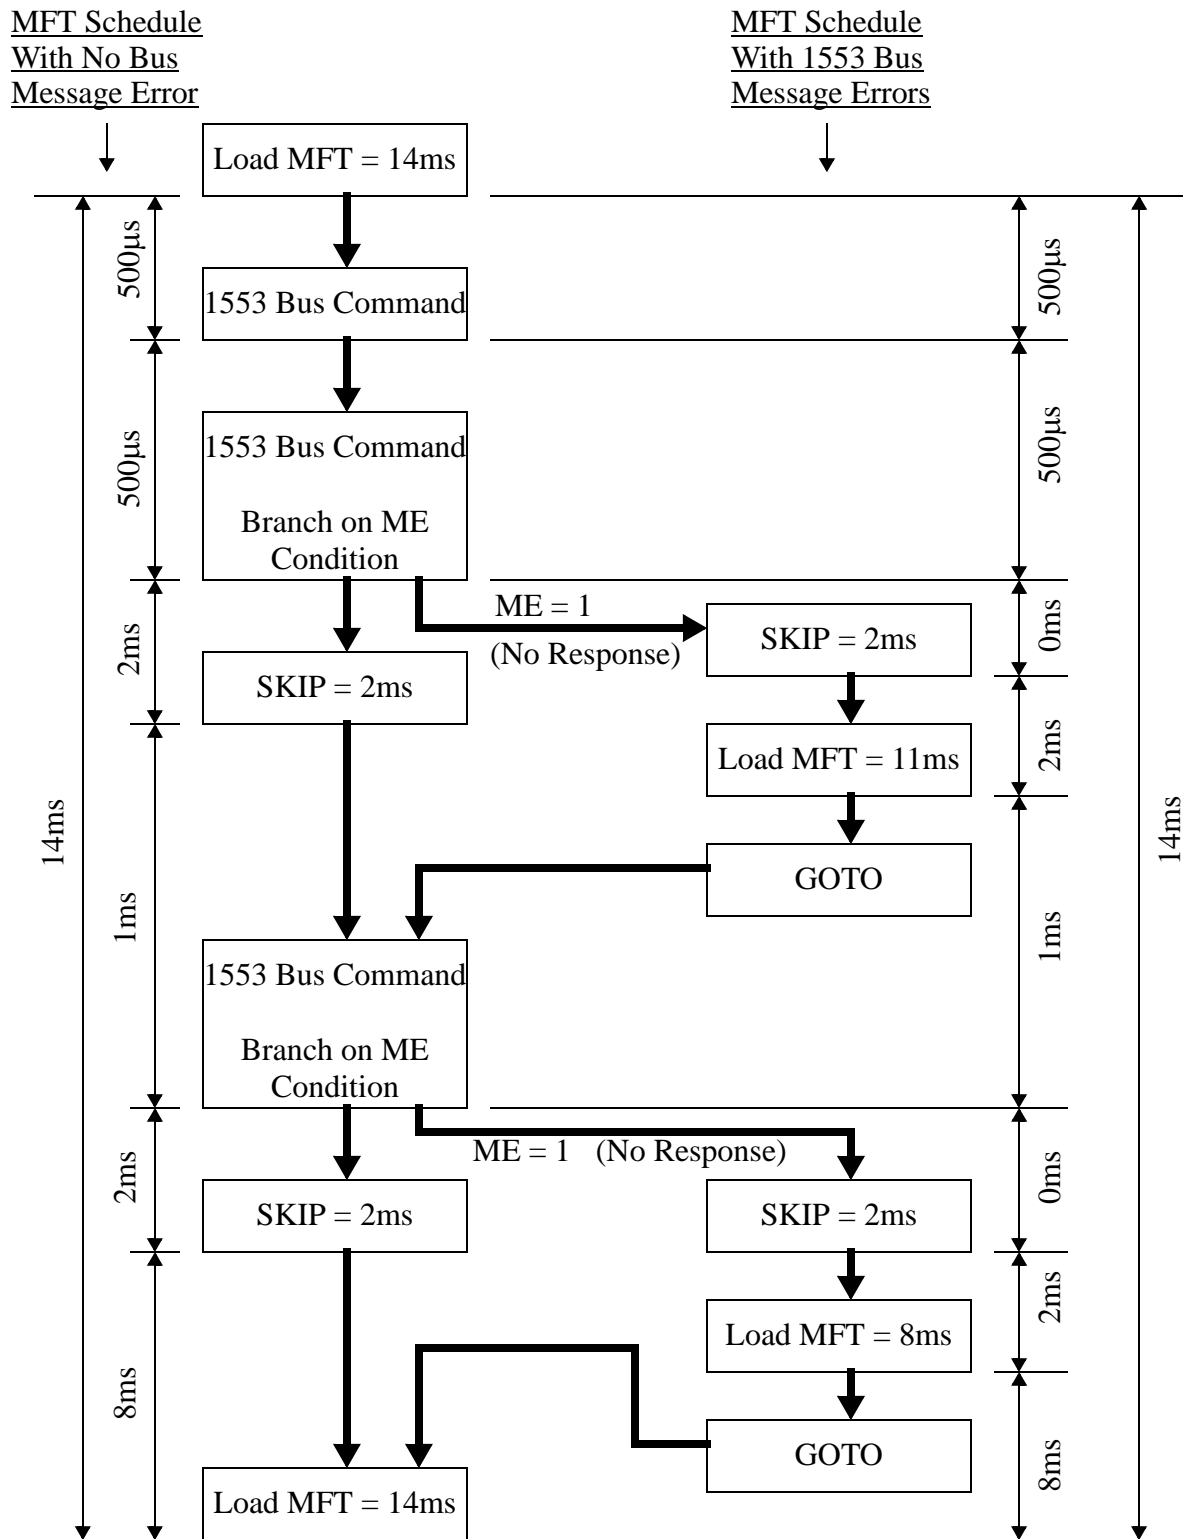 MFT Schedule
With No Bus
Message Error
MFT Schedule
With 1553 Bus
Message Errors
Load MFT = 14ms
500μs
500μs
1553 Bus Command
500μs
1553 Bus Command
Branch on ME
Condition
500μs
ME = 1
(No Response)
2ms
SKIP = 2ms
SKIP = 2ms
0ms
Load MFT = 11ms
2ms
14ms
1ms
GOTO
1ms
14ms
1553 Bus Command
Branch on ME
Condition
ME = 1 (No Response)
2ms
SKIP = 2ms
SKIP = 2ms
0ms
Load MFT = 8ms
2ms
8ms
GOTO
8ms
Load MFT = 14ms